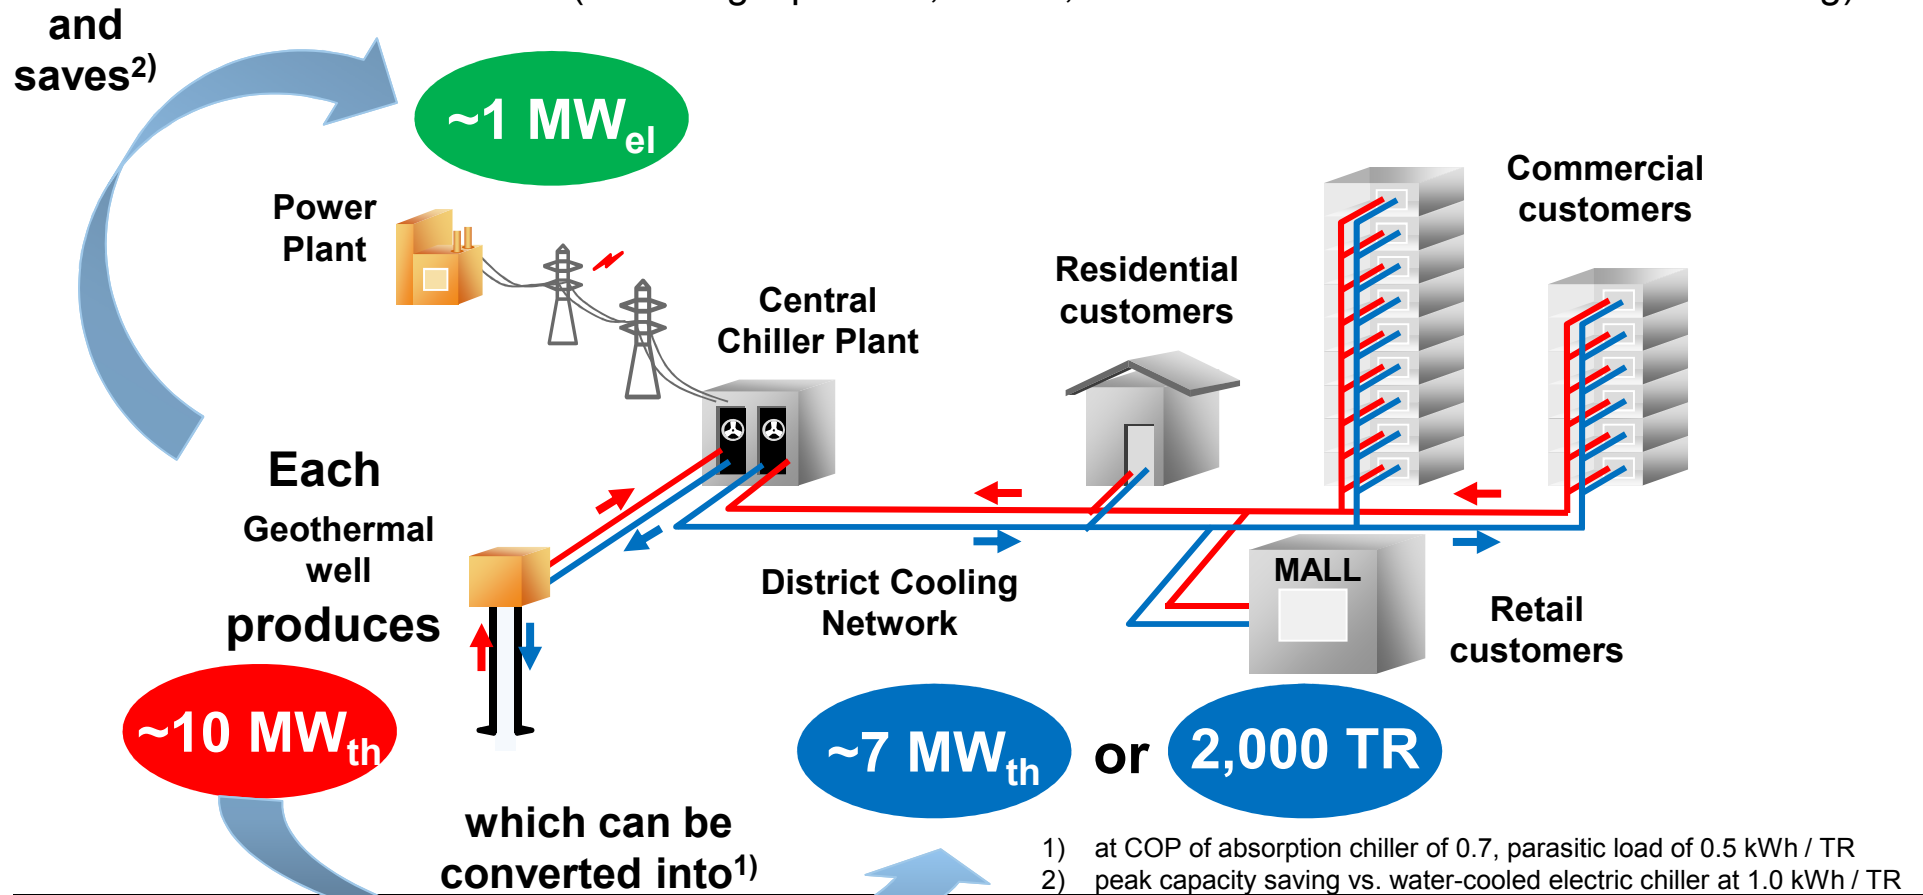 and
saves2)
~1 MWel
Power
Plant
Commercial
customers
Residential
customers
Central
Chiller Plant
Each
Geothermal
well
produces
District Cooling
Network
MALL
Retail
customers
~10 MWth
~7 MWth or 2,000 TR
which can be
converted into1)
1) at COP of absorption chiller of 0.7, parasitic load of 0.5 kWh / TR
2) peak capacity saving vs. water-cooled electric chiller at 1.0 kWh / TR